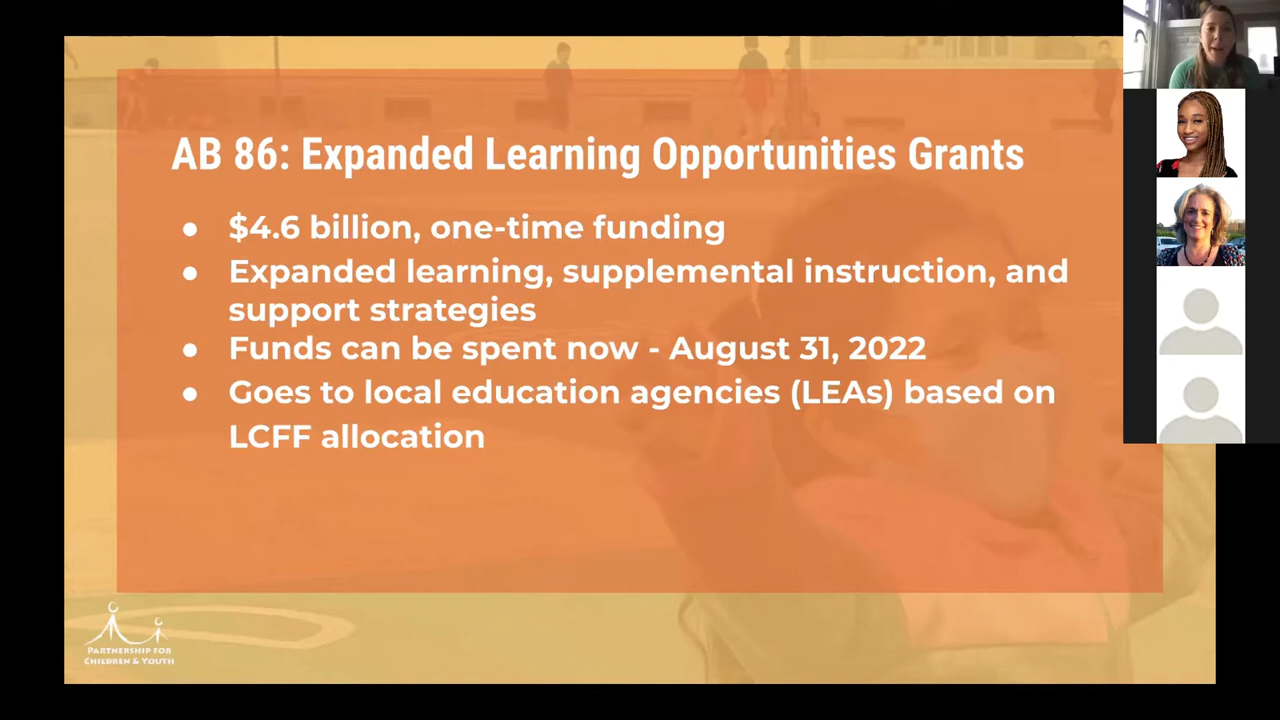 AB 86: Expanded Learning Opportunities Grants
● $4.6 billion, one-time funding
● Expanded learning, supplemental instruction, and
support strategies
● Funds can be spent now - August 31, 2022
● Goes to local education agencies (LEAs) based on
LCFF allocation
PARTNERSHIP FOR
CHILDREN & YOUTH